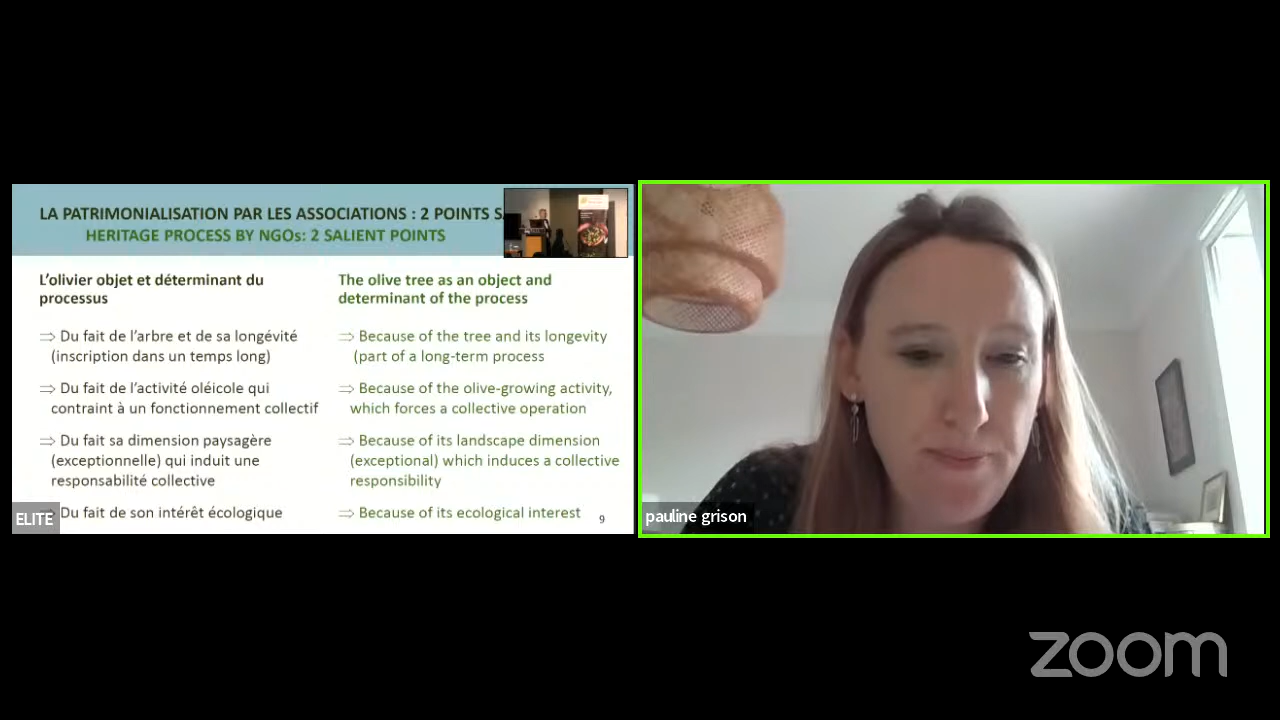 LA PATRIMONIALISATION PAR LES ASSOCIATIONS : 2 POINTS
HERITAGE PROCESS BY NGOs: 2 SALIENT POINTS
L'olivier objet et déterminant du
processus
⇒ Du fait de l'arbre et de sa longévité
(inscription dans un temps long)
⇒ Du fait de l'activité oléicole qui
contraint à un fonctionnement collectif
⇒ Du fait sa dimension paysagère
(exceptionnelle) qui induit une
responsabilité collective
⇒ Du fait de son intérêt écologique
The olive tree as an object and
determinant of the process
⇒ Because of the tree and its longevity
(part of a long-term process
⇒ Because of the olive-growing activity,
which forces a collective operation
⇒ Because of its landscape dimension
(exceptional) which induces a collective
responsibility
⇒ Because of its ecological interest
9
ELITE
pauline grison
zoom